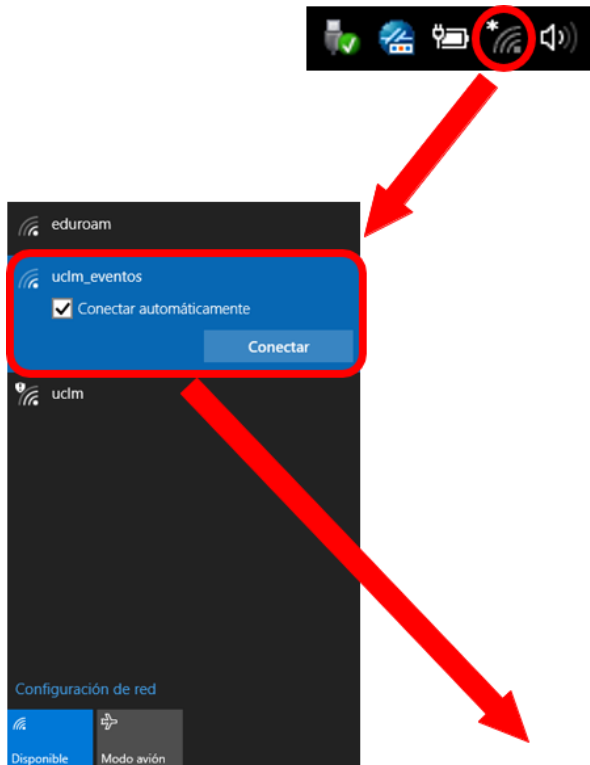 *
eduroam
uclm_eventos
Conectar automáticamente
Conectar
uclm
Configuración de red
Disponible
Modo avión